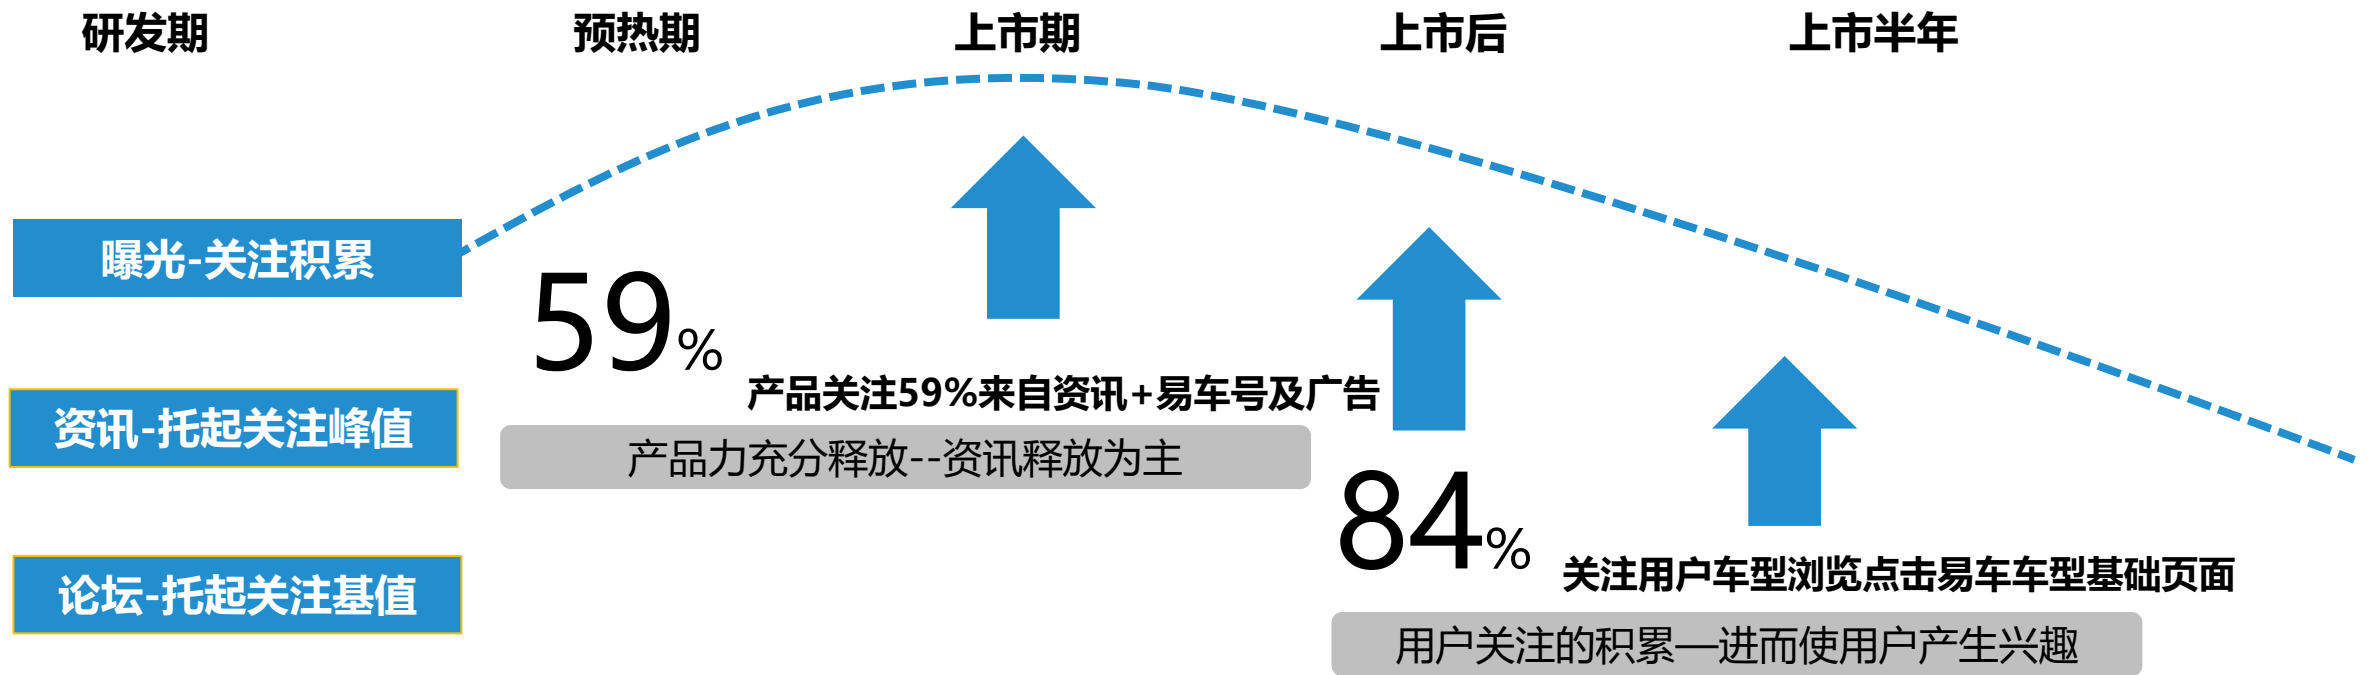 研发期
预热期
上市期
上市后
上市半年
曝光-关注积累
59%
产品关注59%来自资讯+易车号及广告
资讯-托起关注峰值
产品力充分释放--资讯释放为主
84%
关注用户车型浏览点击易车车型基础页面
论坛-托起关注基值
用户关注的积累—进而使用户产生兴趣